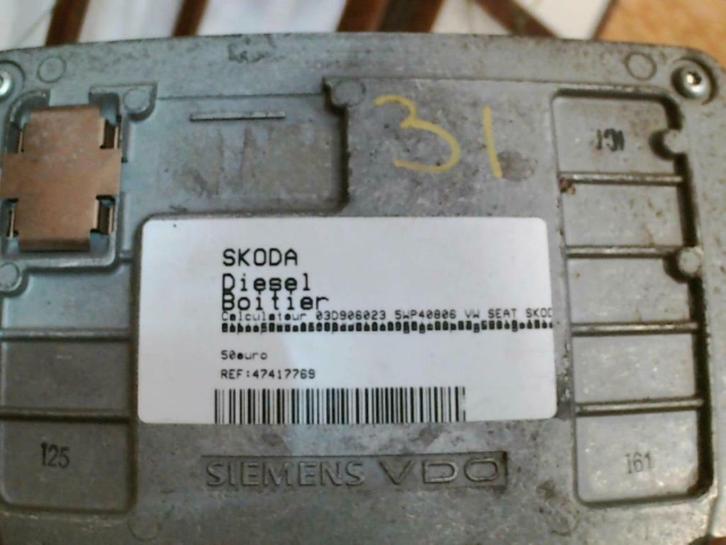 31
SKODA
Diesel
Boitier
Calculateur 03D906023 5WP40806 VW SEAT SKOD
50euro
REF:47417769
125
161
SIEMENS VDO